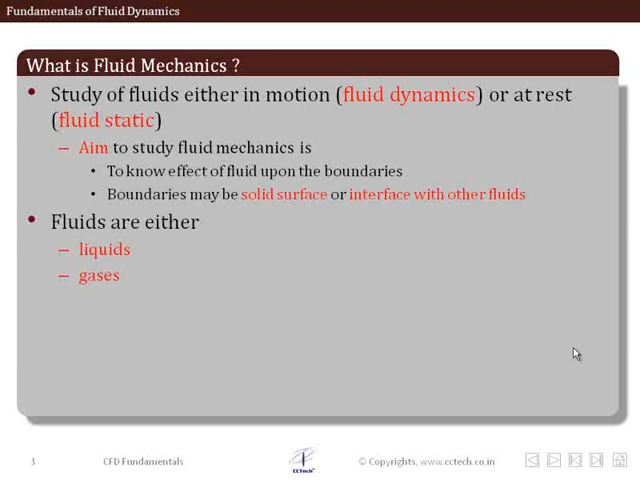 Fundamentals of Fluid Dynamics
What is Fluid Mechanics ?
• Study of fluids either in motion (fluid dynamics) or at rest
(fluid static)
– Aim to study fluid mechanics is
• To know effect of fluid upon the boundaries
• Boundaries may be solid surface or interface with other fluids
• Fluids are either
– liquids
– gases
3 CFD Fundamentals CCTech © Copyrights, www.cctech.co.in